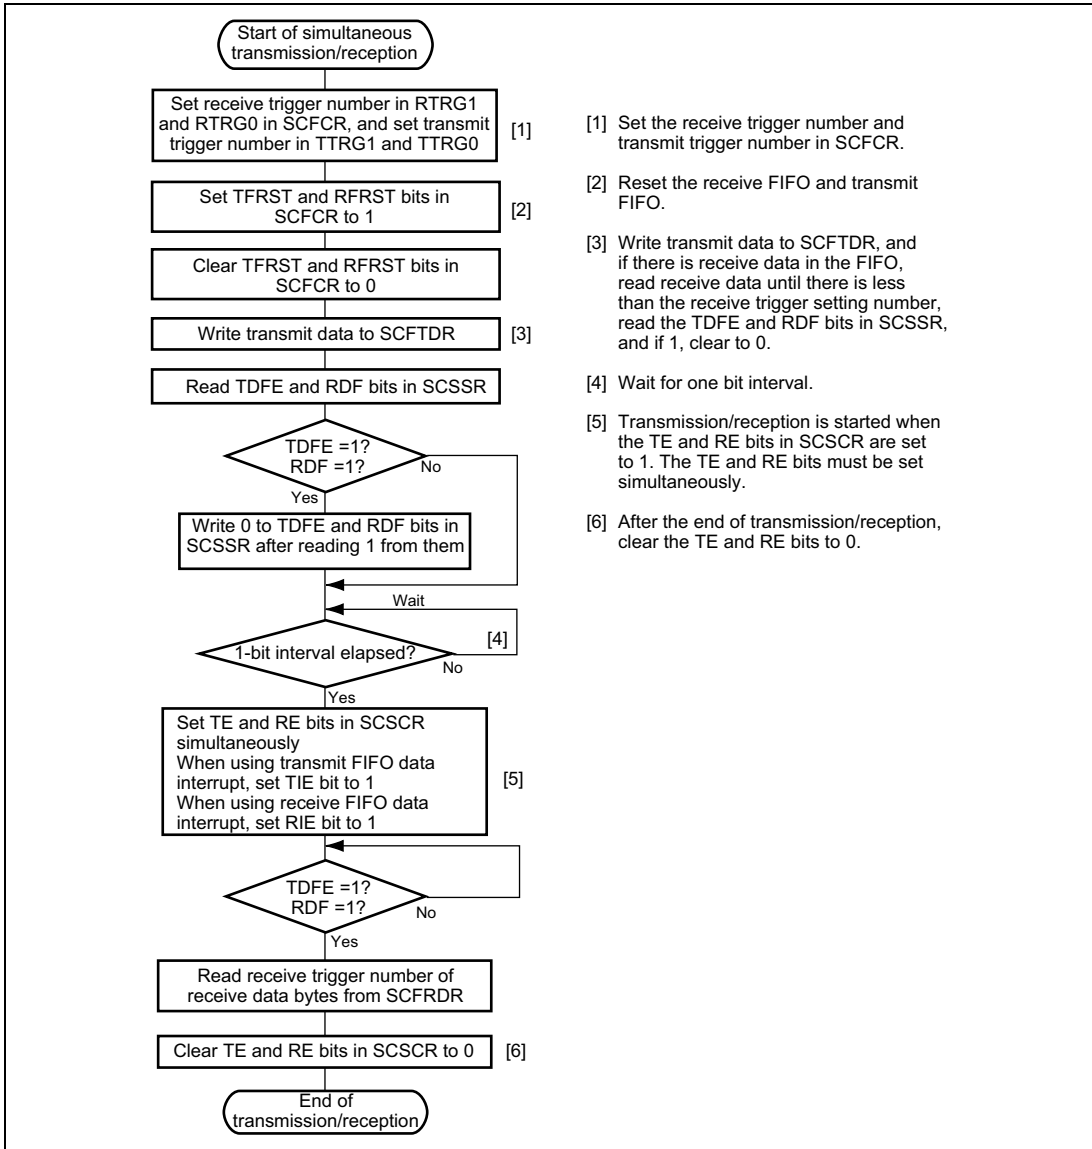 Start of simultaneous
transmission/reception
Set receive trigger number in RTRG1
and RTRG0 in SCFCR, and set transmit
trigger number in TTRG1 and TTRG0
[1]
Set TFRST and RFRST bits in
SCFCR to 1
[2]
Clear TFRST and RFRST bits in
SCFCR to 0
Write transmit data to SCFTDR
[3]
Read TDFE and RDF bits in SCSSR
TDFE =1?
RDF =1?
No
Yes
Write 0 to TDFE and RDF bits in
SCSSR after reading 1 from them
Wait
1-bit interval elapsed?
[4]
No
Yes
Set TE and RE bits in SCSCR
simultaneously
When using transmit FIFO data
interrupt, set TIE bit to 1
When using receive FIFO data
interrupt, set RIE bit to 1
[5]
TDFE =1?
RDF =1?
No
Yes
Read receive trigger number of
receive data bytes from SCFRDR
Clear TE and RE bits in SCSCR to 0
[6]
End of
transmission/reception
[1] Set the receive trigger number and
transmit trigger number in SCFCR.
[2] Reset the receive FIFO and transmit
FIFO.
[3] Write transmit data to SCFTDR, and
if there is receive data in the FIFO,
read receive data until there is less
than the receive trigger setting number,
read the TDFE and RDF bits in SCSSR,
and if 1, clear to 0.
[4] Wait for one bit interval.
[5] Transmission/reception is started when
the TE and RE bits in SCSCR are set
to 1. The TE and RE bits must be set
simultaneously.
[6] After the end of transmission/reception,
clear the TE and RE bits to 0.